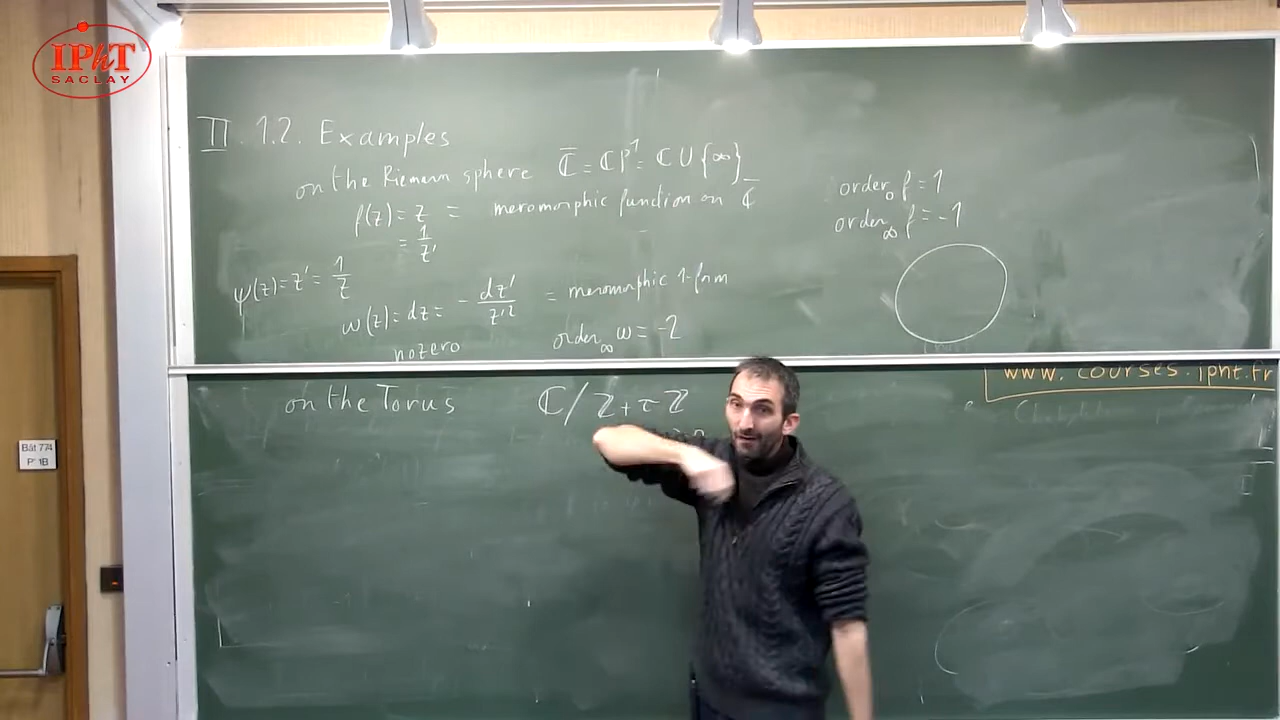 IPhT
SACLAY
II. 1.2. Examples
on the Riemann sphere ℂ̅ = ℂP¹ = ℂ ∪ {∞}
f(z) = z = meromorphic function on ℂ̅
= 1/z'
order₀ f = 1
order_∞ f = -1
ψ(z) = z' = 1/z
ω(z) = dz = - dz'/z'² = meromorphic 1-form
no zero
order_∞ ω = -2
on the Torus ℂ/ℤ+τℤ
www.courses.ipht.fr
Bât 774
P 1B